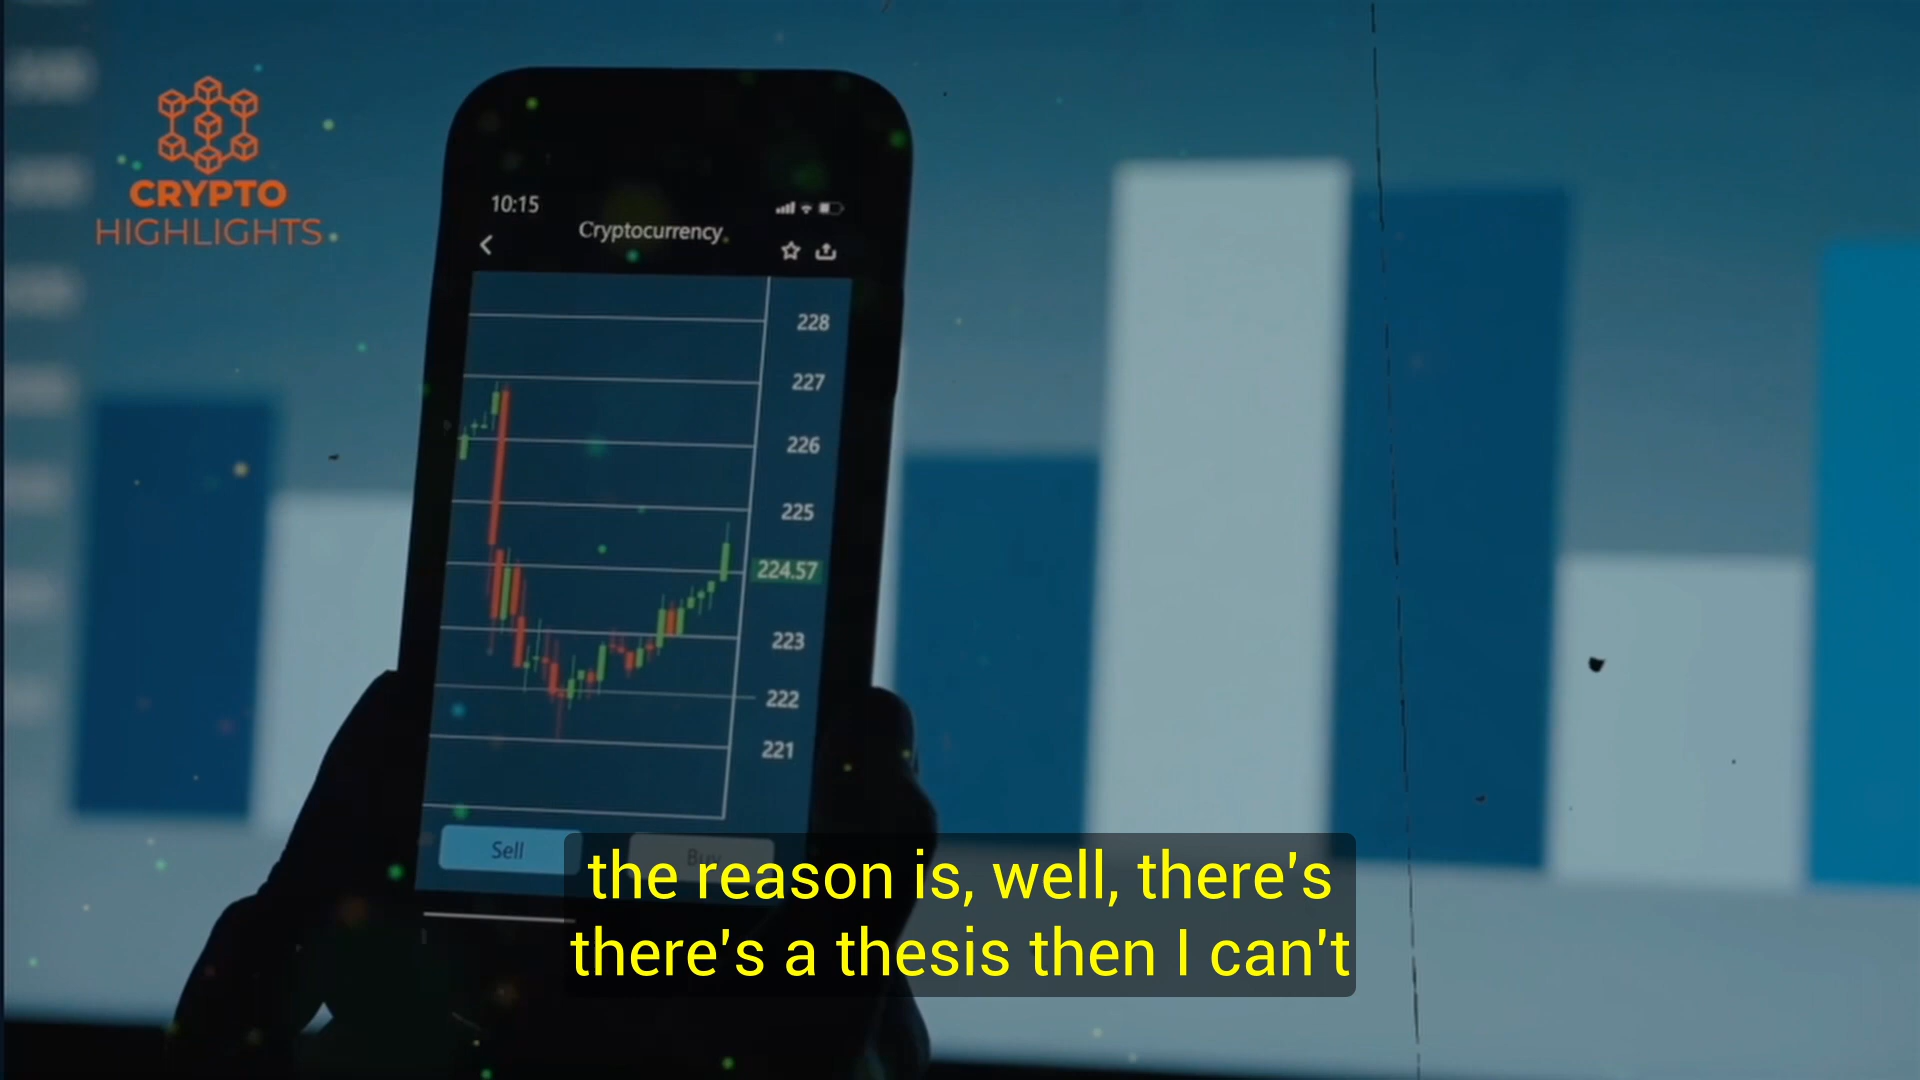 CRYPTO
HIGHLIGHTS
10:15
Cryptocurrency
228
227
226
225
224.57
223
222
221
Sell
Buy
the reason is, well, there's
there's a thesis then I can't